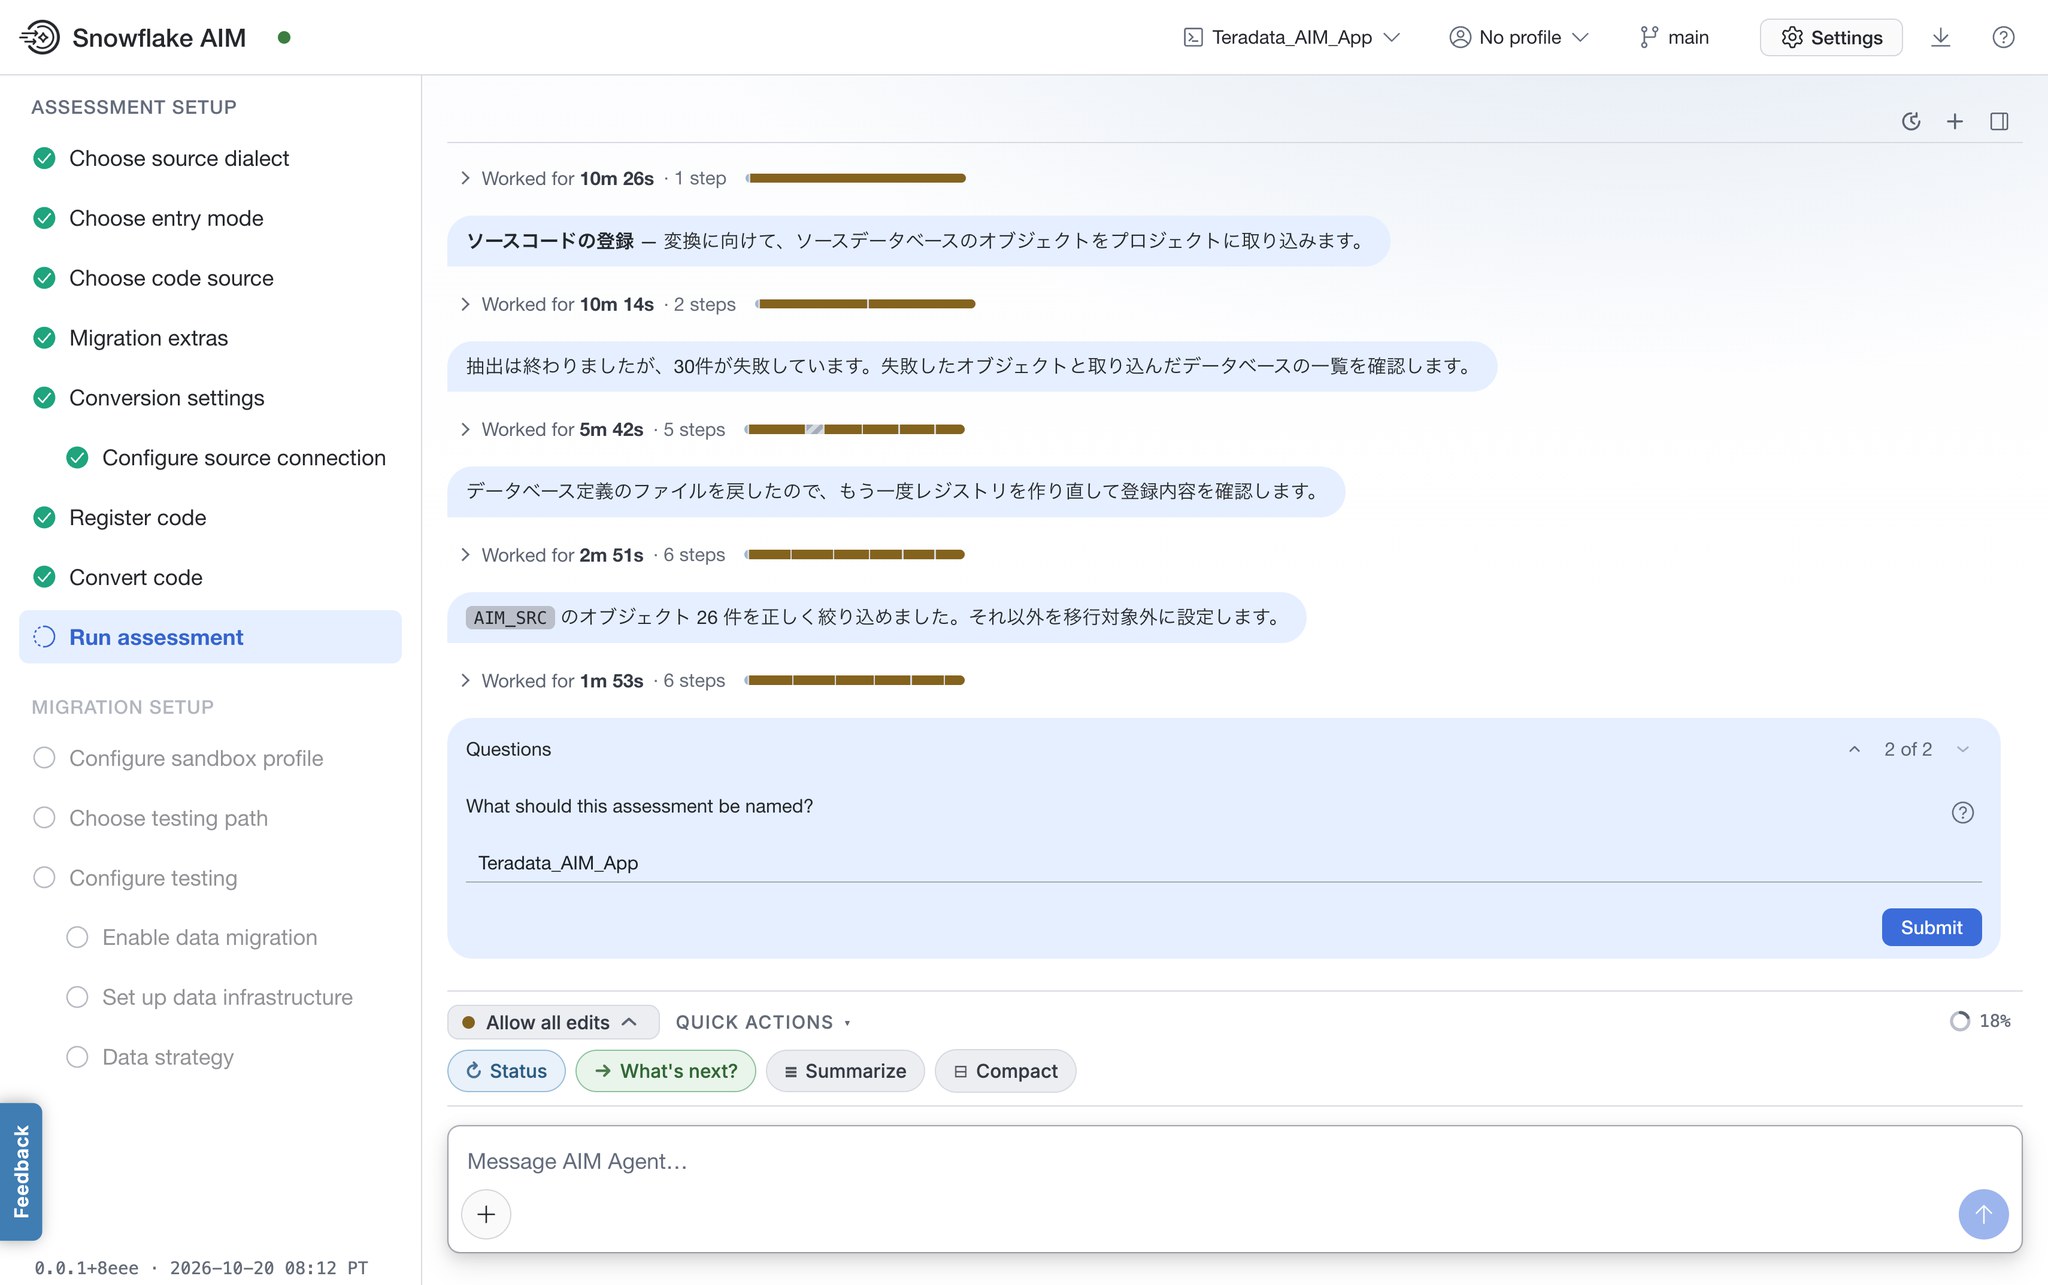 Snowflake AIM
Teradata_AIM_App
No profile
main
Settings
ASSESSMENT SETUP
Choose source dialect
Choose entry mode
Choose code source
Migration extras
Conversion settings
Configure source connection
Register code
Convert code
Run assessment
MIGRATION SETUP
Configure sandbox profile
Choose testing path
Configure testing
Enable data migration
Set up data infrastructure
Data strategy
Feedback
0.0.1+8eee · 2026-10-20 08:12 PT
Worked for 10m 26s · 1 step
ソースコードの登録 — 変換に向けて、ソースデータベースのオブジェクトをプロジェクトに取り込みます。
Worked for 10m 14s · 2 steps
抽出は終わりましたが、30件が失敗しています。失敗したオブジェクトと取り込んだデータベースの一覧を確認します。
Worked for 5m 42s · 5 steps
データベース定義のファイルを戻したので、もう一度レジストリを作り直して登録内容を確認します。
Worked for 2m 51s · 6 steps
AIM_SRC のオブジェクト 26 件を正しく絞り込めました。それ以外を移行対象外に設定します。
Worked for 1m 53s · 6 steps
Questions
2 of 2
What should this assessment be named?
Teradata_AIM_App
Submit
Allow all edits
QUICK ACTIONS
18%
Status
What's next?
Summarize
Compact
Message AIM Agent…